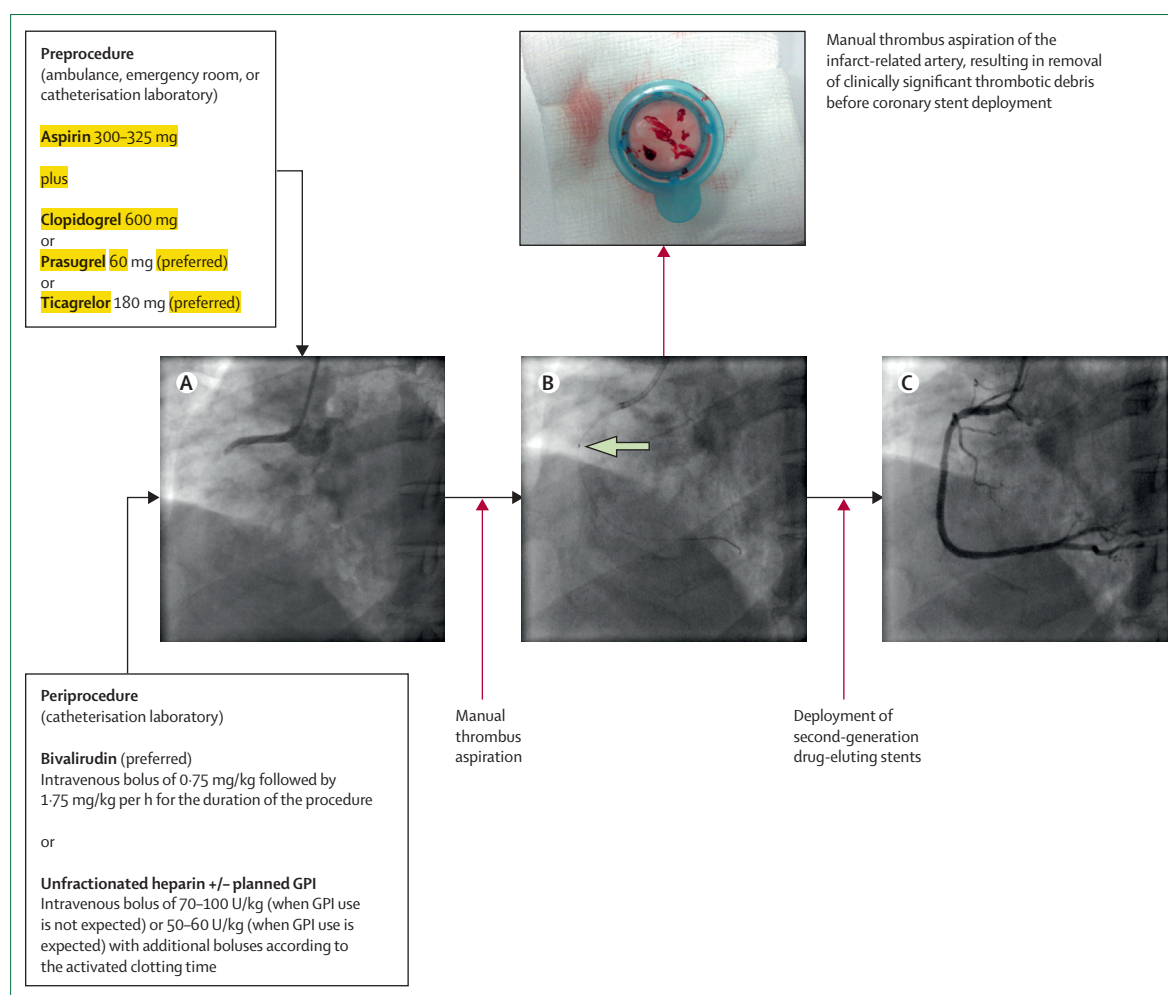 Preprocedure
(ambulance, emergency room, or
catheterisation laboratory)
Aspirin 300–325 mg
plus
Clopidogrel 600 mg
or
Prasugrel 60 mg (preferred)
or
Ticagrelor 180 mg (preferred)
Manual thrombus aspiration of the
infarct-related artery, resulting in removal
of clinically significant thrombotic debris
before coronary stent deployment
A
B
C
Periprocedure
(catheterisation laboratory)
Bivalirudin (preferred)
Intravenous bolus of 0·75 mg/kg followed by
1·75 mg/kg per h for the duration of the procedure
or
Unfractionated heparin +/– planned GPI
Intravenous bolus of 70–100 U/kg (when GPI use
is not expected) or 50–60 U/kg (when GPI use is
expected) with additional boluses according to
the activated clotting time
Manual
thrombus
aspiration
Deployment of
second-generation
drug-eluting stents